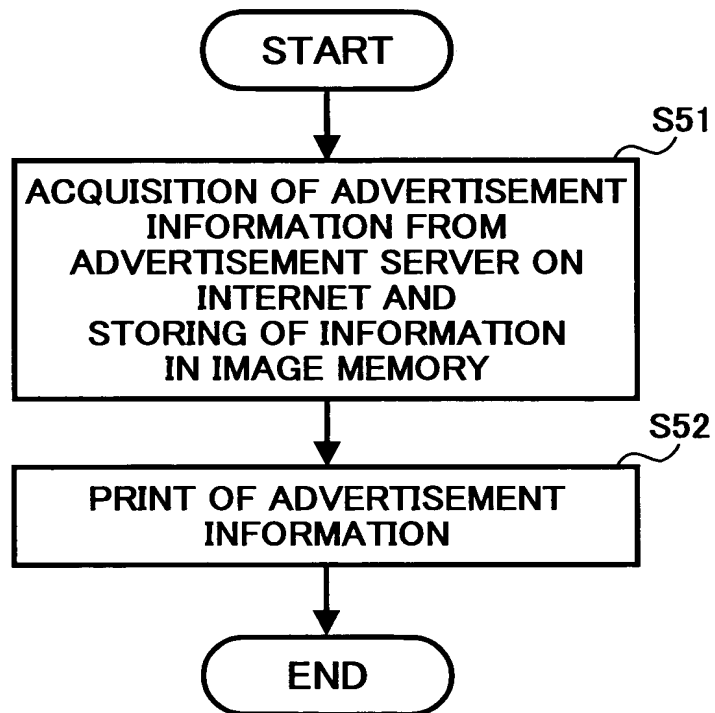 START
S51
ACQUISITION OF ADVERTISEMENT
INFORMATION FROM
ADVERTISEMENT SERVER ON
INTERNET AND
STORING OF INFORMATION
IN IMAGE MEMORY
S52
PRINT OF ADVERTISEMENT
INFORMATION
END